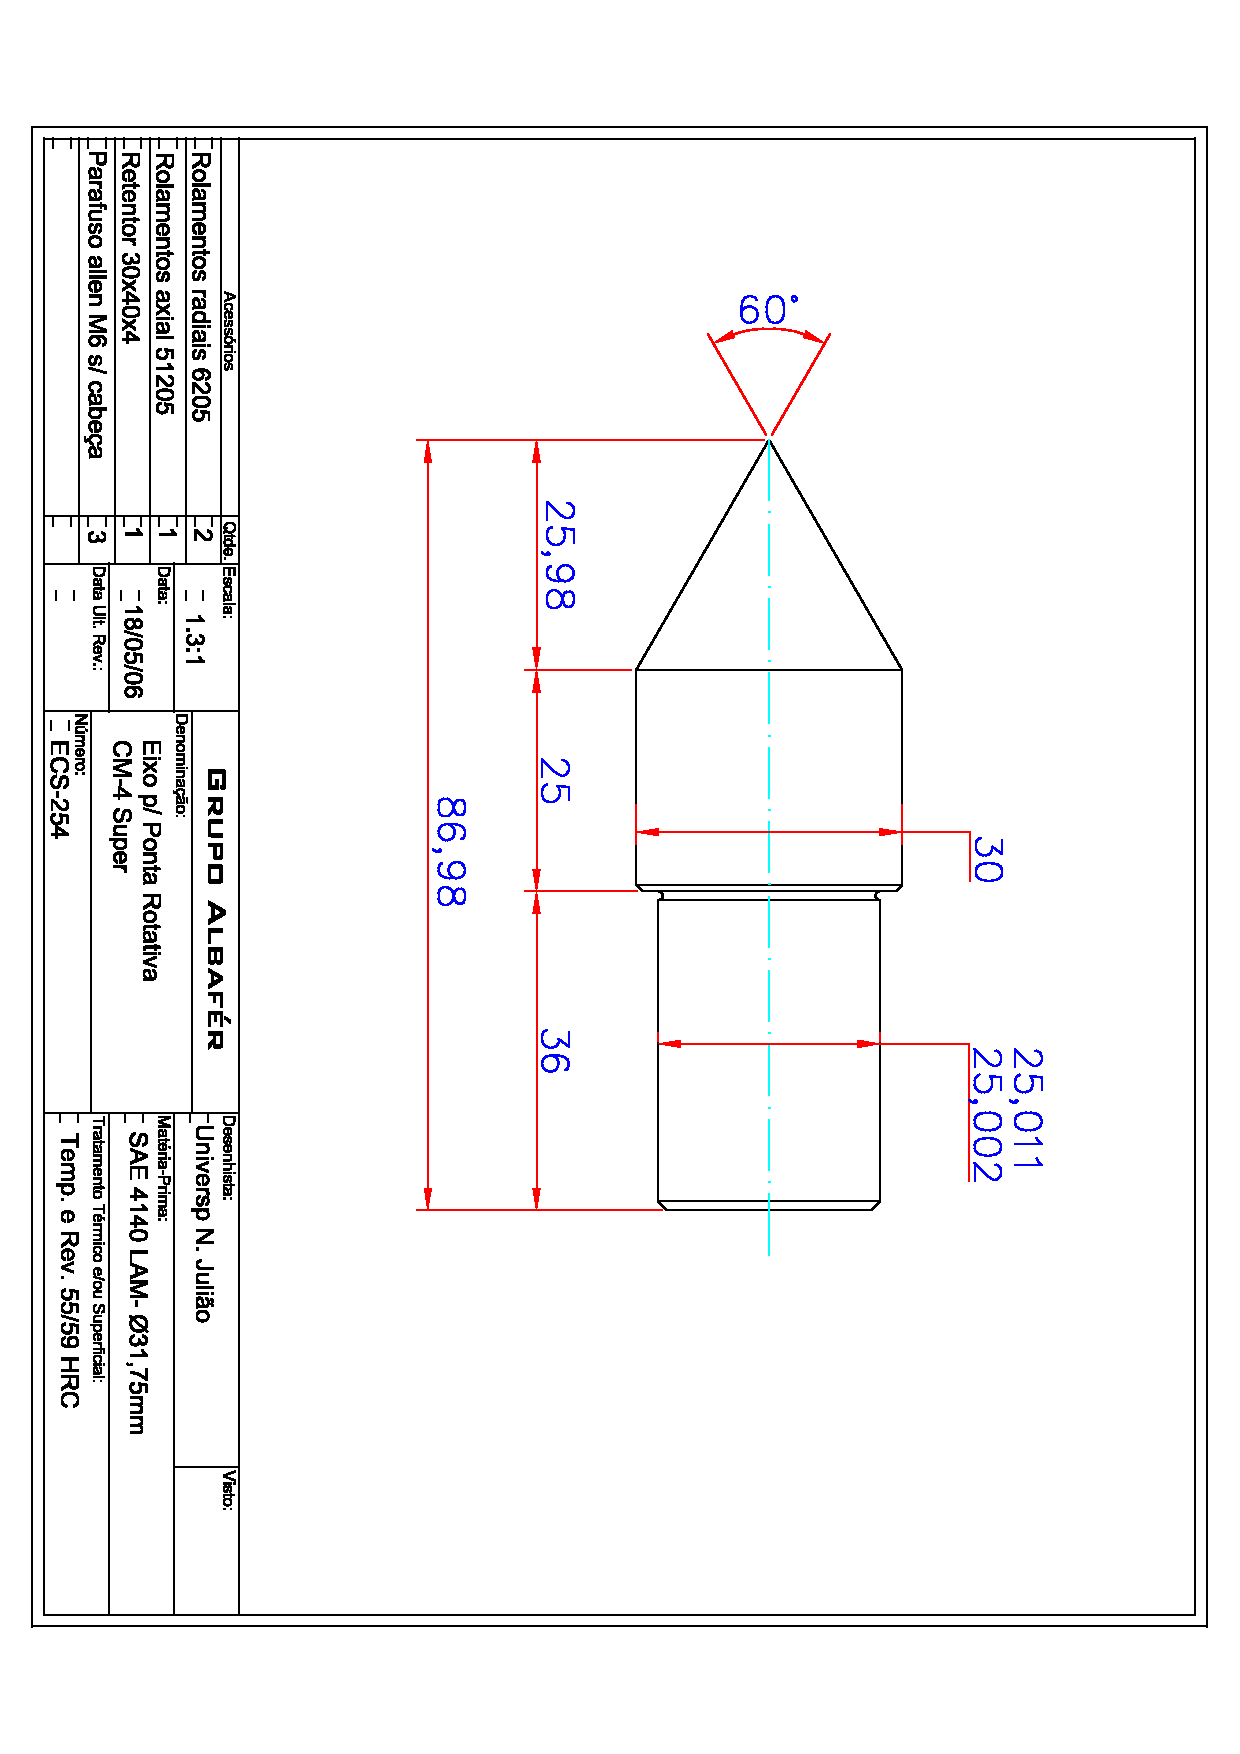 60°
25,98
25
36
86,98
30
25,011
25,002
Acessórios
Qtde.
Rolamentos radiais 6205
2
Rolamentos axial 51205
1
Retentor 30x40x4
1
Parafuso allen M6 s/ cabeça
3
Escala:
1.3:1
Data:
18/05/06
Data Ult. Rev.:
GRUPO ALBAFÉR
Denominação:
Eixo p/ Ponta Rotativa
CM-4 Super
Número:
ECS-254
Desenhista:
Universp N. Julião
Visto:
Matéria-Prima:
SAE 4140 LAM- Ø31,75mm
Tratamento Térmico e/ou Superficial:
Temp. e Rev. 55/59 HRC